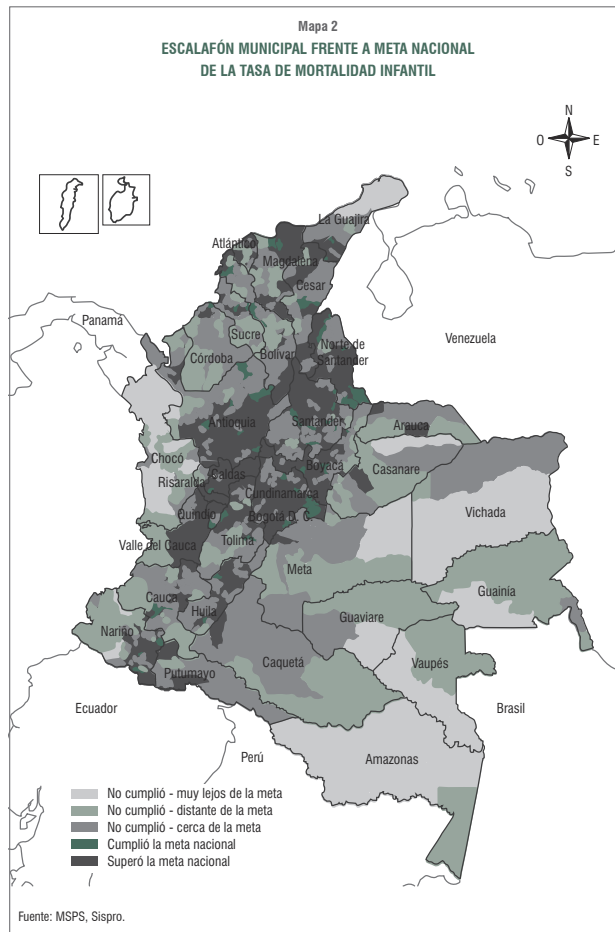 Mapa 2
ESCALAFÓN MUNICIPAL FRENTE A META NACIONAL
DE LA TASA DE MORTALIDAD INFANTIL
N
O
E
S
La Guajira
Atlántico
Magdalena
Cesar
Panamá
Venezuela
Sucre
Bolívar
Córdoba
Norte de
Santander
Antioquia
Santander
Arauca
Chocó
Boyacá
Casanare
Caldas
Risaralda
Cundinamarca
Vichada
Quindío
Bogotá D. C.
Valle del Cauca
Tolima
Meta
Guainía
Cauca
Huila
Guaviare
Nariño
Caquetá
Vaupés
Putumayo
Ecuador
Brasil
Perú
Amazonas
No cumplió - muy lejos de la meta
No cumplió - distante de la meta
No cumplió - cerca de la meta
Cumplió la meta nacional
Superó la meta nacional
Fuente: MSPS, Sispro.